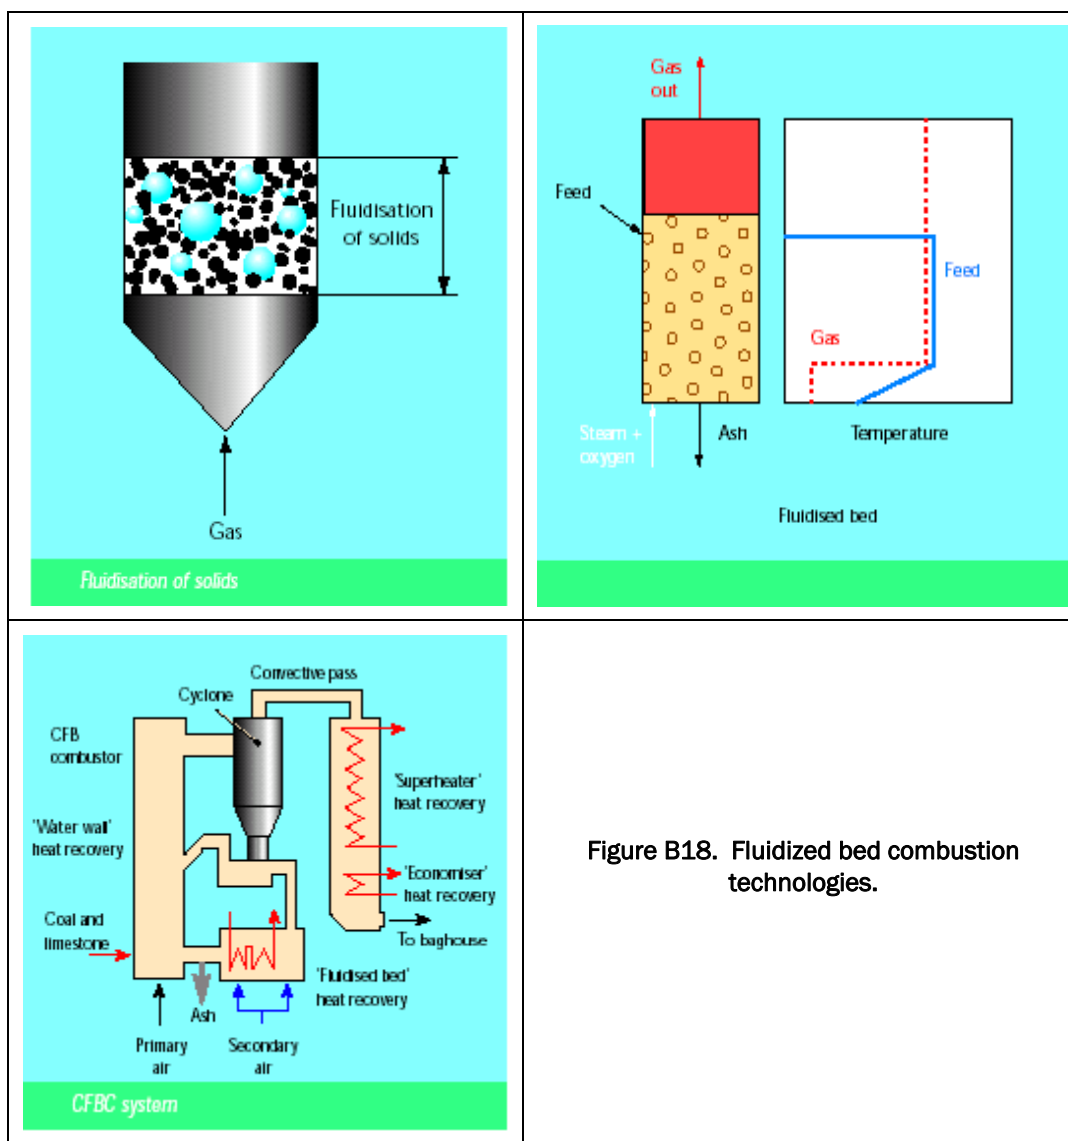 Fluidisation
of solids
Gas
Fluidisation of solids
Gas
out
Feed
Feed
Gas
Steam +
oxygen
Ash
Temperature
Fluidised bed
Convective pass
Cyclone
CFB
combustor
'Superheater'
heat recovery
'Water wall'
heat recovery
'Economiser'
heat recovery
Coal and
limestone
To baghouse
'Fluidised bed'
heat recovery
Ash
Primary
air
Secondary
air
CFBC system
Figure B18. Fluidized bed combustion
technologies.